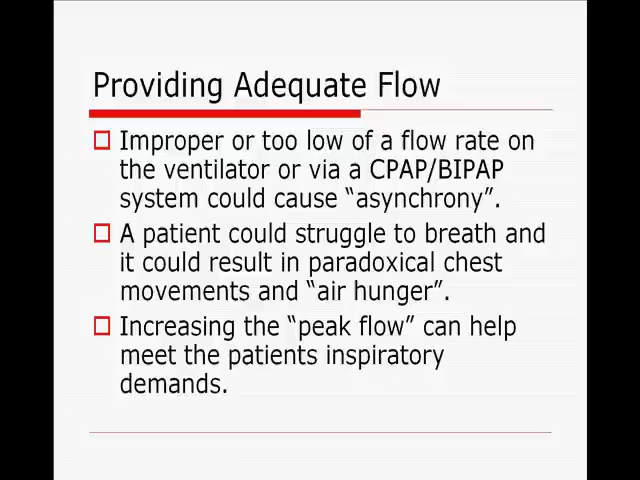 Providing Adequate Flow
Improper or too low of a flow rate on
the ventilator or via a CPAP/BIPAP
system could cause “asynchrony”.
A patient could struggle to breath and
it could result in paradoxical chest
movements and “air hunger”.
Increasing the “peak flow” can help
meet the patients inspiratory
demands.